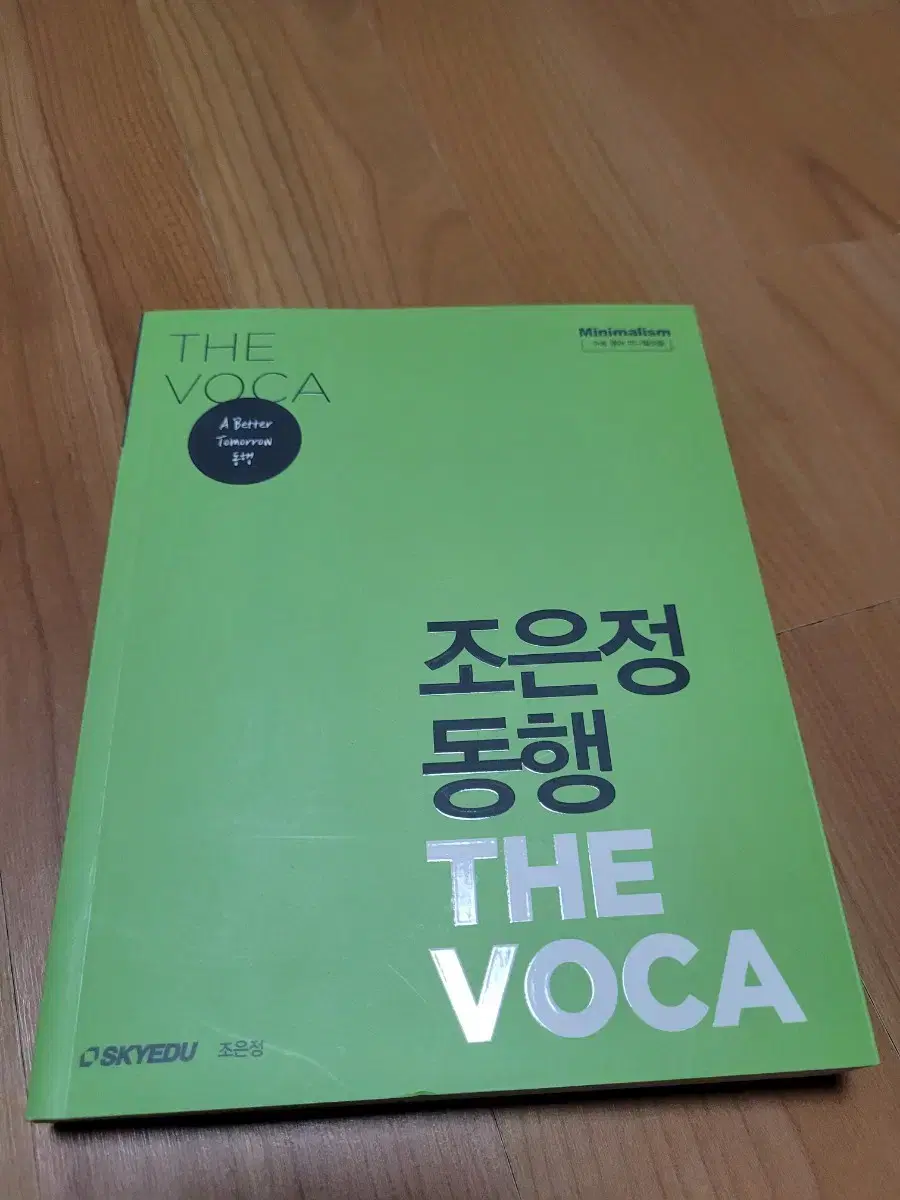 THE
VOCA
A Better
Tomorrow
동행
Minimalism
조은정
동행
THE
VOCA
SKYEDU 조은정